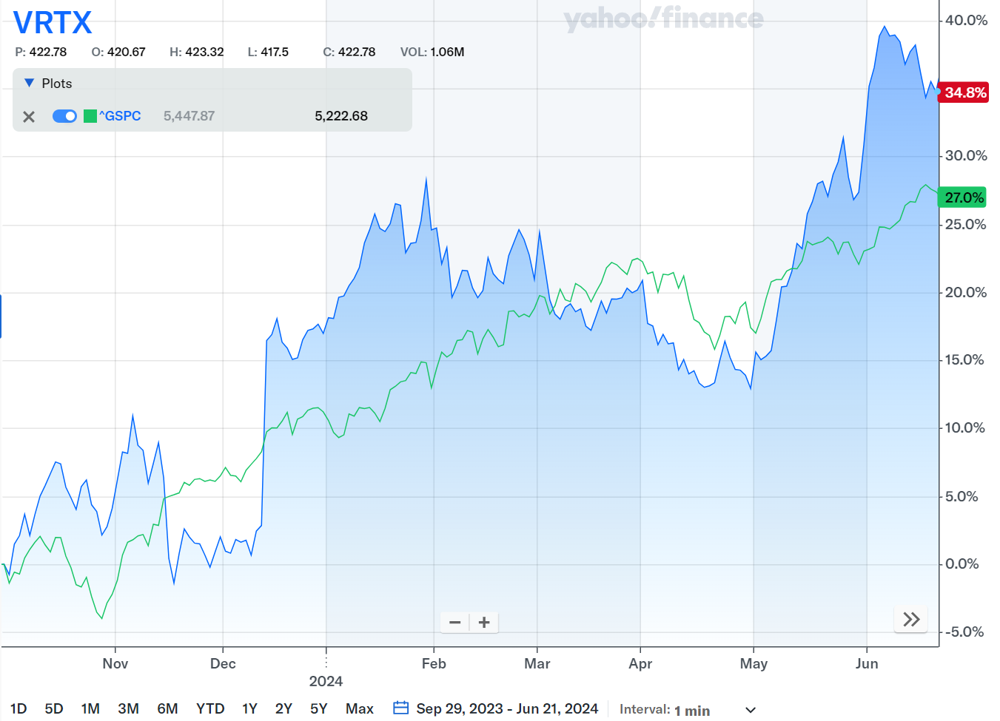 VRTX
yahoo!finance
P: 422.78 O: 420.67 H: 423.32 L: 417.5 C: 422.78 VOL: 1.06M
Plots
^GSPC 5,447.87 5,222.68
40.0%
34.8%
30.0%
27.0%
25.0%
20.0%
15.0%
10.0%
5.0%
0.0%
-5.0%
Nov Dec Feb Mar Apr May Jun
2024
1D 5D 1M 3M 6M YTD 1Y 2Y 5Y Max Sep 29, 2023 - Jun 21, 2024 Interval: 1 min